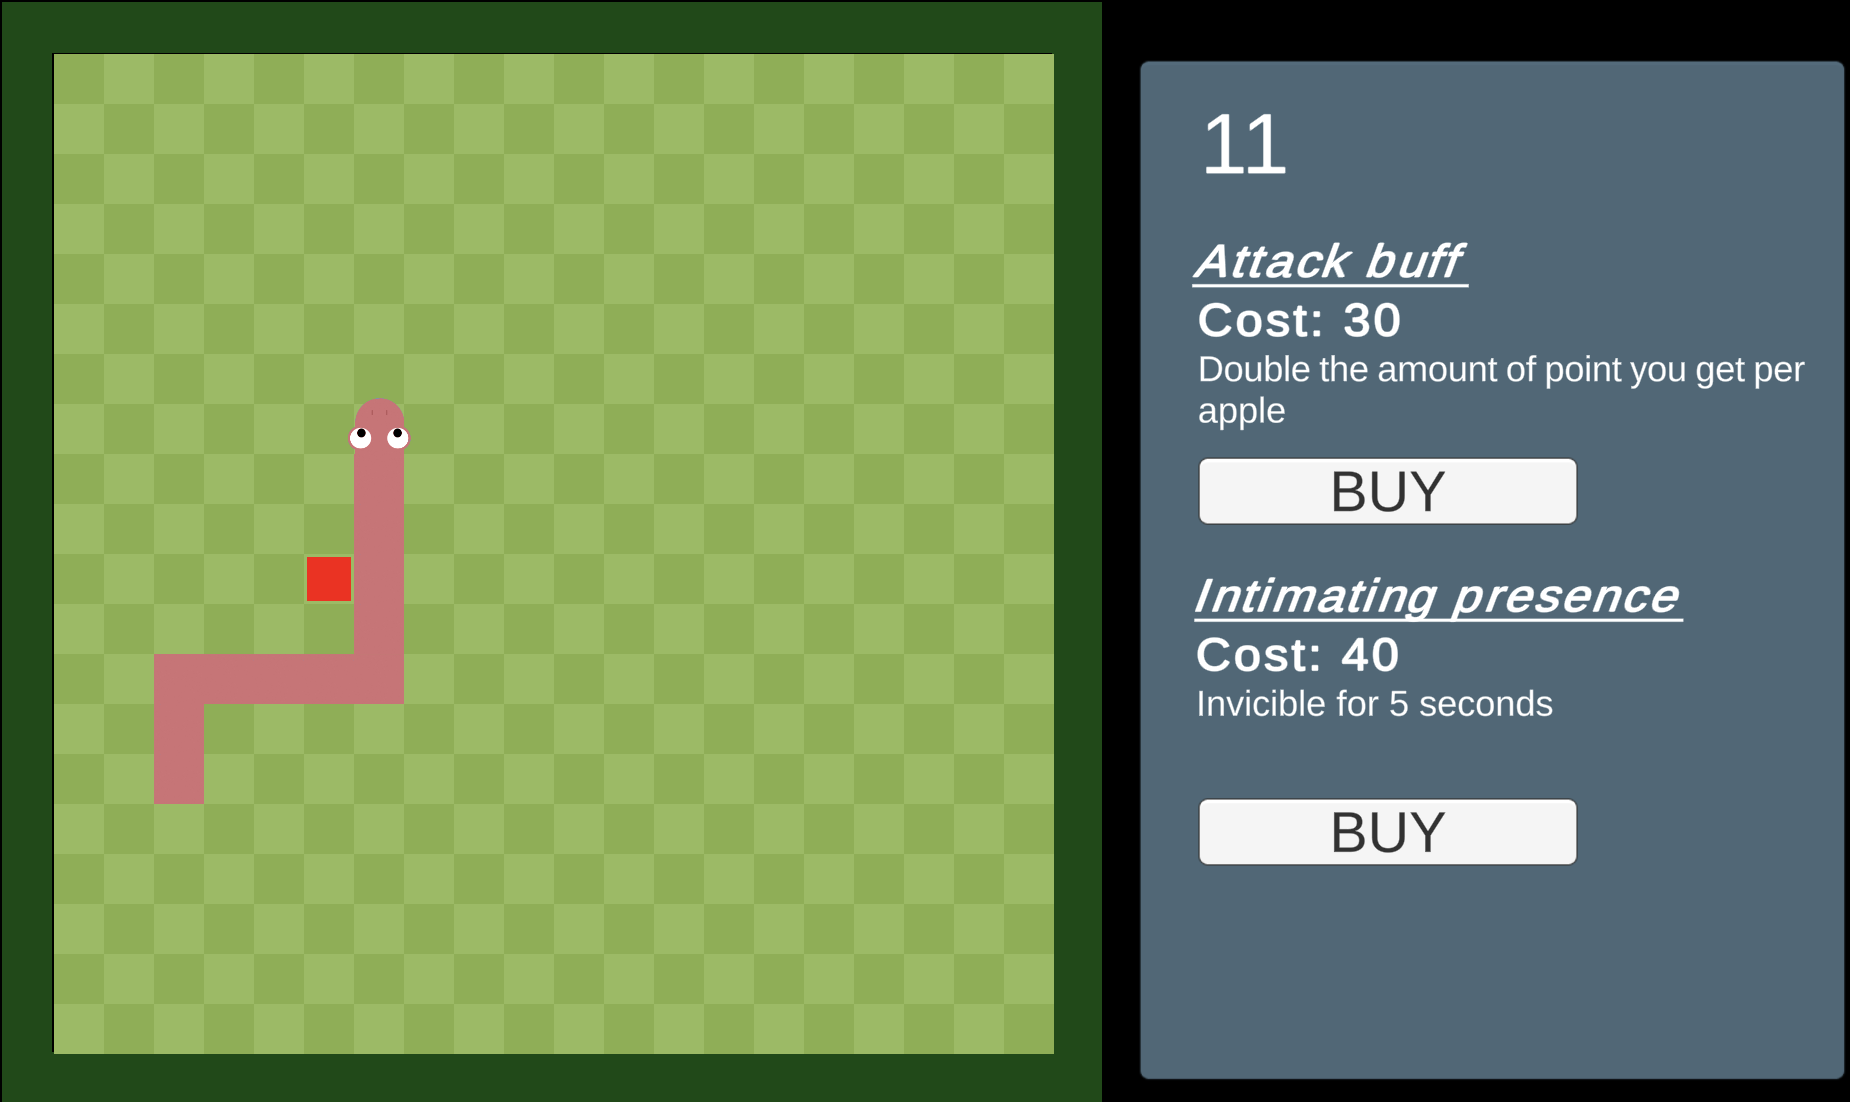 11
Attack buff
Cost: 30
Double the amount of point you get per
apple
BUY
Intimating presence
Cost: 40
Invicible for 5 seconds
BUY